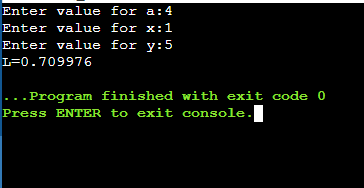 Enter value for a:4
Enter value for x:1
Enter value for y:5
L=0.709976
...Program finished with exit code 0
Press ENTER to exit console.